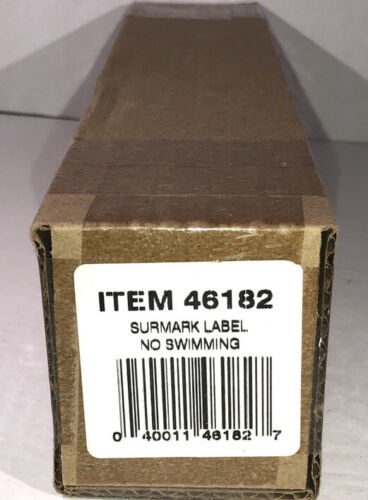 ITEM 46182
SURMARK LABEL.
NO SWIMMING
0 40011 46182 7